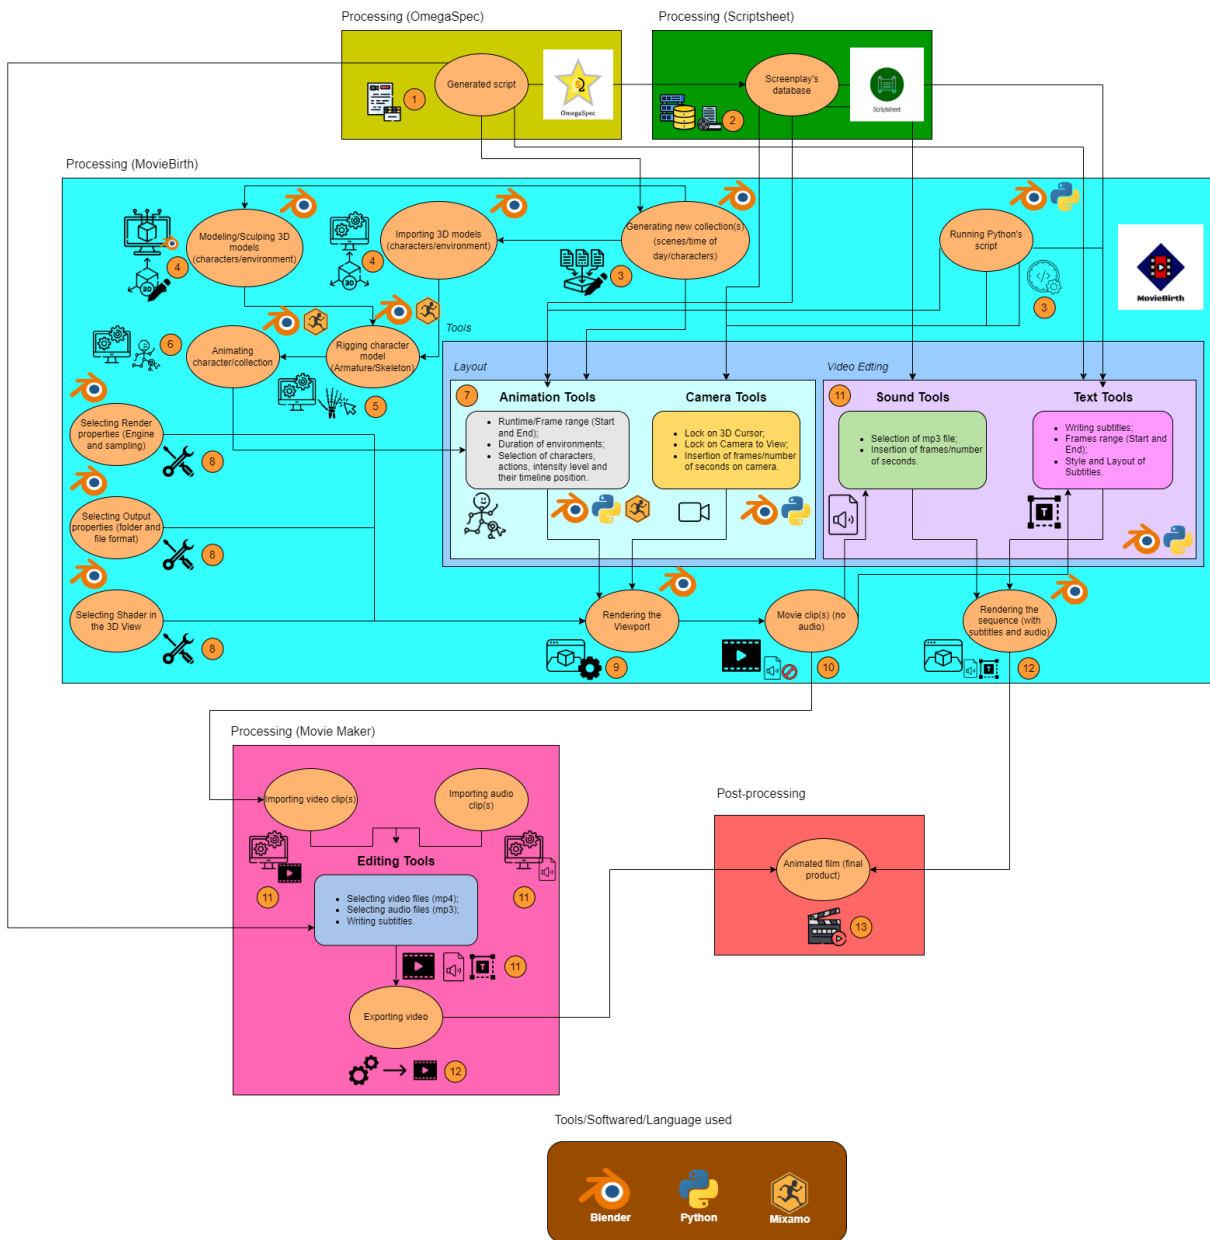 Processing (OmegaSpec)
Processing (Scriptsheet)
Generated script
OmegaSpec
1
Screenplay's
database
Scriptsheet
2
Processing (MovieBirth)
Modeling/Sculping 3D
models
(characters/environment)
4
Importing 3D models
(characters/environment)
4
Generating new collection(s)
(scenes/time of
day/characters)
3
Running Python's
script
3
MovieBirth
3D
3D
Tools
6
Animating
character/collection
Rigging character
model
(Armature/Skeleton)
5
Selecting Render
properties (Engine
and sampling)
8
Selecting Output
properties (folder and
file format)
8
Selecting Shader in
the 3D View
8
Layout
7
Animation Tools
Runtime/Frame range (Start
and End);
Duration of environments;
Selection of characters,
actions, intensity level and
their timeline position.
Camera Tools
Lock on 3D Cursor;
Lock on Camera to View;
Insertion of frames/number
of seconds on camera.
Video Edting
11
Sound Tools
Selection of mp3 file;
Insertion of frames/number
of seconds.
Text Tools
Writing subtitles;
Frames range (Start and
End);
Style and Layout of
Subtitles.
T
Rendering the
Viewport
9
Movie clip(s) (no
audio)
10
Rendering the
sequence (with
subtitles and audio)
T
12
Processing (Movie Maker)
Importing video clip(s)
11
Importing audio
clip(s)
11
Editing Tools
Selecting video files (mp4);
Selecting audio files (mp3);
Writing subtitles.
T
11
Exporting video
12
Post-processing
Animated film (final
product)
13
Tools/Softwared/Language used
Blender
Python
Mixamo